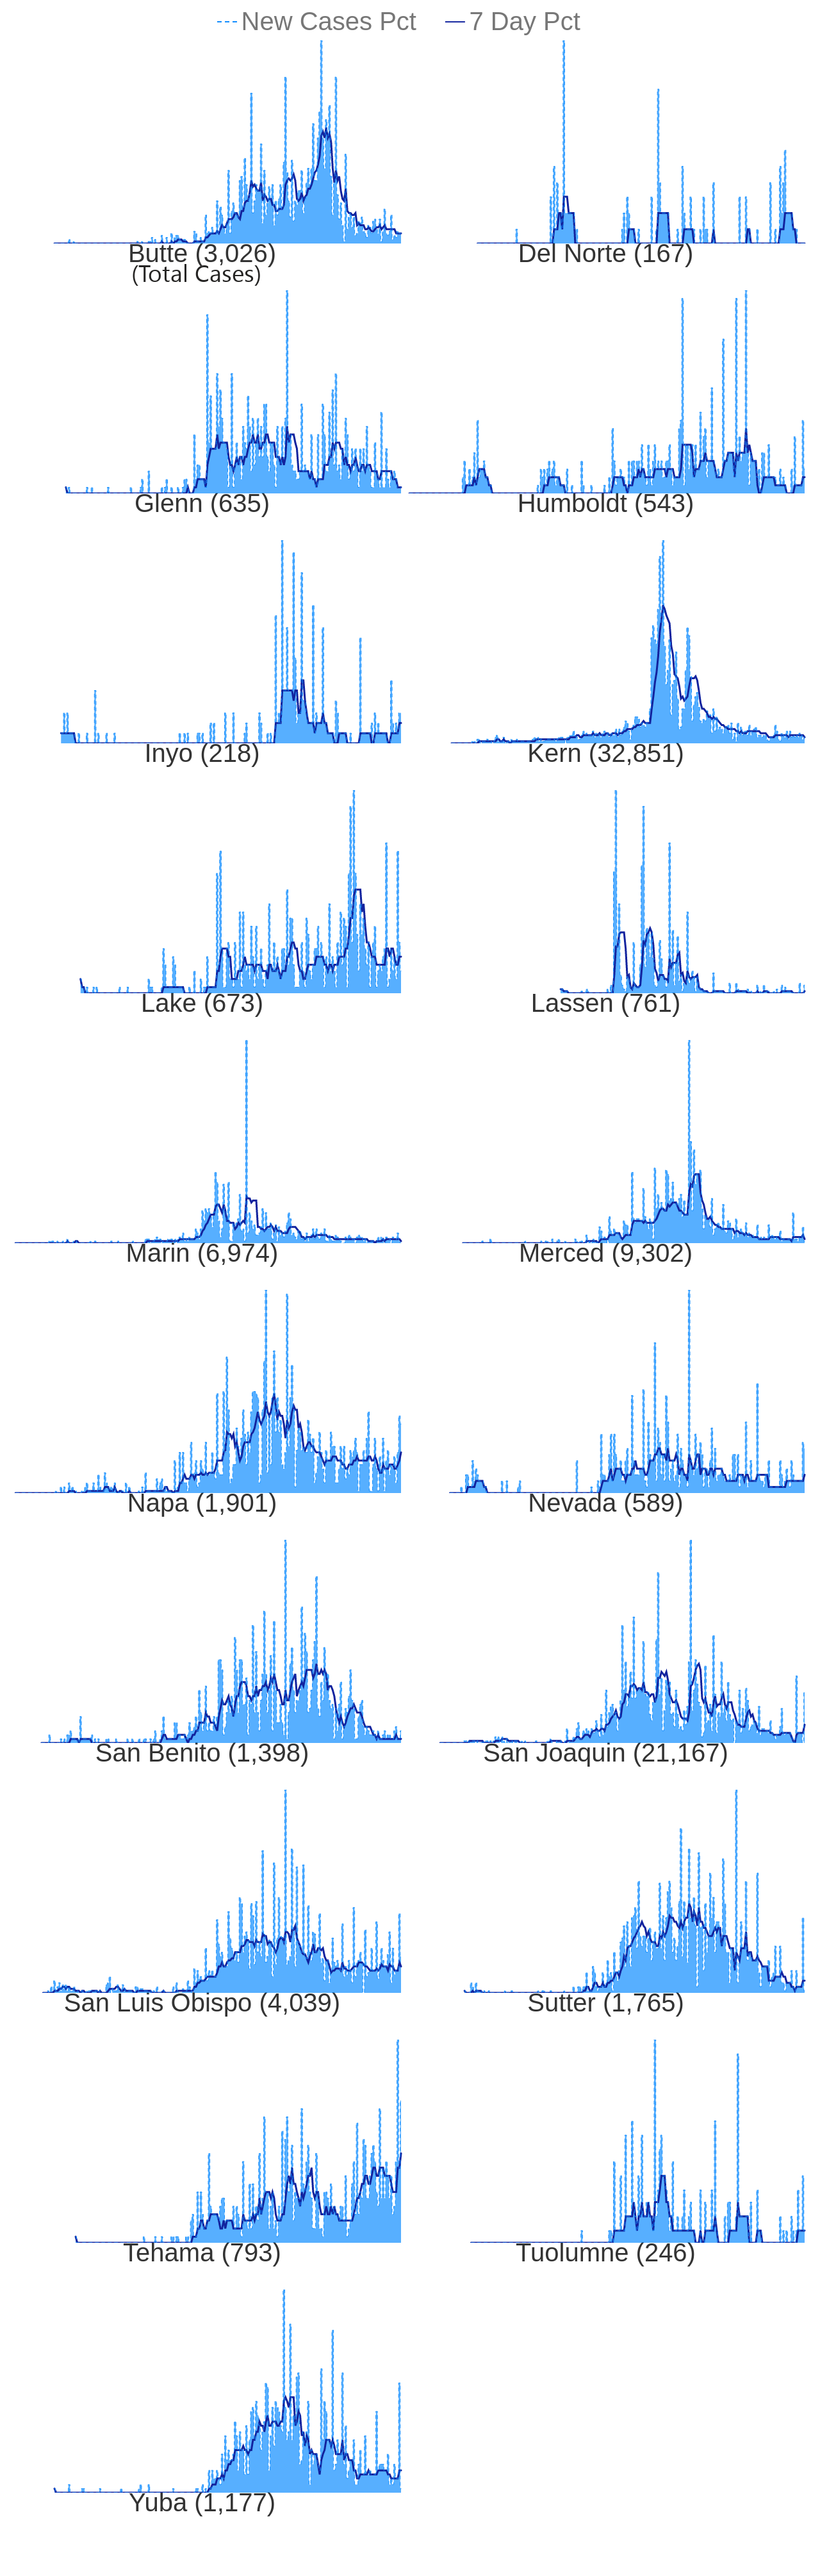 New Cases Pct 7 Day Pct
Butte (3,026) Del Norte (167)
(Total Cases)
Glenn (635) Humboldt (543)
Inyo (218) Kern (32,851)
Lake (673) Lassen (761)
Marin (6,974) Merced (9,302)
Napa (1,901) Nevada (589)
San Benito (1,398) San Joaquin (21,167)
San Luis Obispo (4,039) Sutter (1,765)
Tehama (793) Tuolumne (246)
Yuba (1,177)